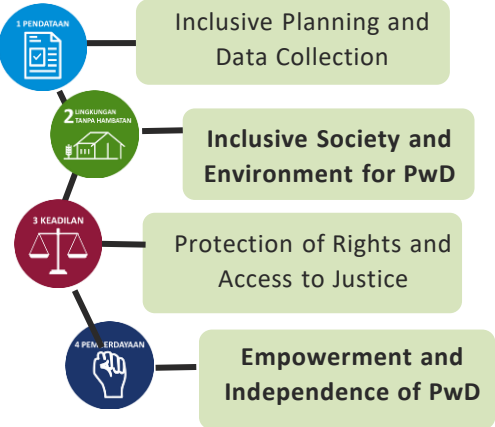 1 PENDATAAN
Inclusive Planning and
Data Collection
2 LINGKUNGAN
TANPA HAMBATAN
Inclusive Society and
Environment for PwD
3 KEADILAN
Protection of Rights and
Access to Justice
4 PEMBERDAYAAN
Empowerment and
Independence of PwD